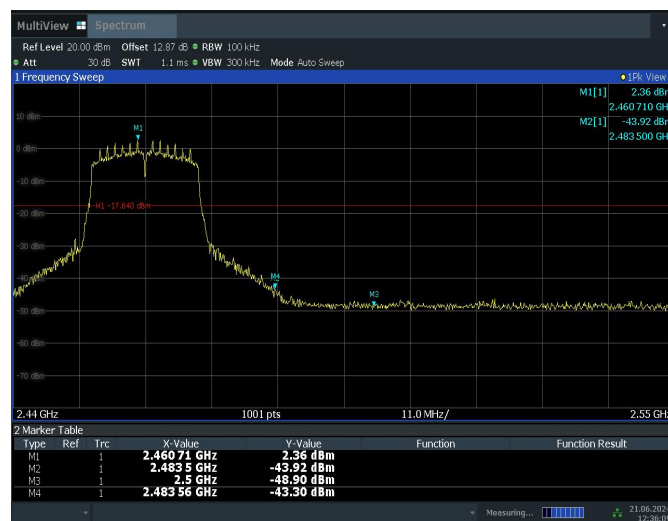 MultiView Spectrum
Ref Level 20.00 dBm Offset 12.87 dB RBW 100 kHz
Att 30 dB SWT 1.1 ms VBW 300 kHz Mode Auto Sweep
1 Frequency Sweep 1Pk View
M1[1] 2.36 dBm
2.460 710 GHz
M2[1] -43.92 dBm
2.483 500 GHz
10 dBm
M1
0 dBm
-10 dBm
H1 -17.640 dBm
-20 dBm
-30 dBm
-40 dBm
M4
M3
-50 dBm
-60 dBm
-70 dBm
2.44 GHz 1001 pts 11.0 MHz/ 2.55 GHz
2 Marker Table
Type Ref Trc X-Value Y-Value Function Function Result
M1 1 2.460 71 GHz 2.36 dBm
M2 1 2.483 5 GHz -43.92 dBm
M3 1 2.5 GHz -48.90 dBm
M4 1 2.483 56 GHz -43.30 dBm
Measuring...